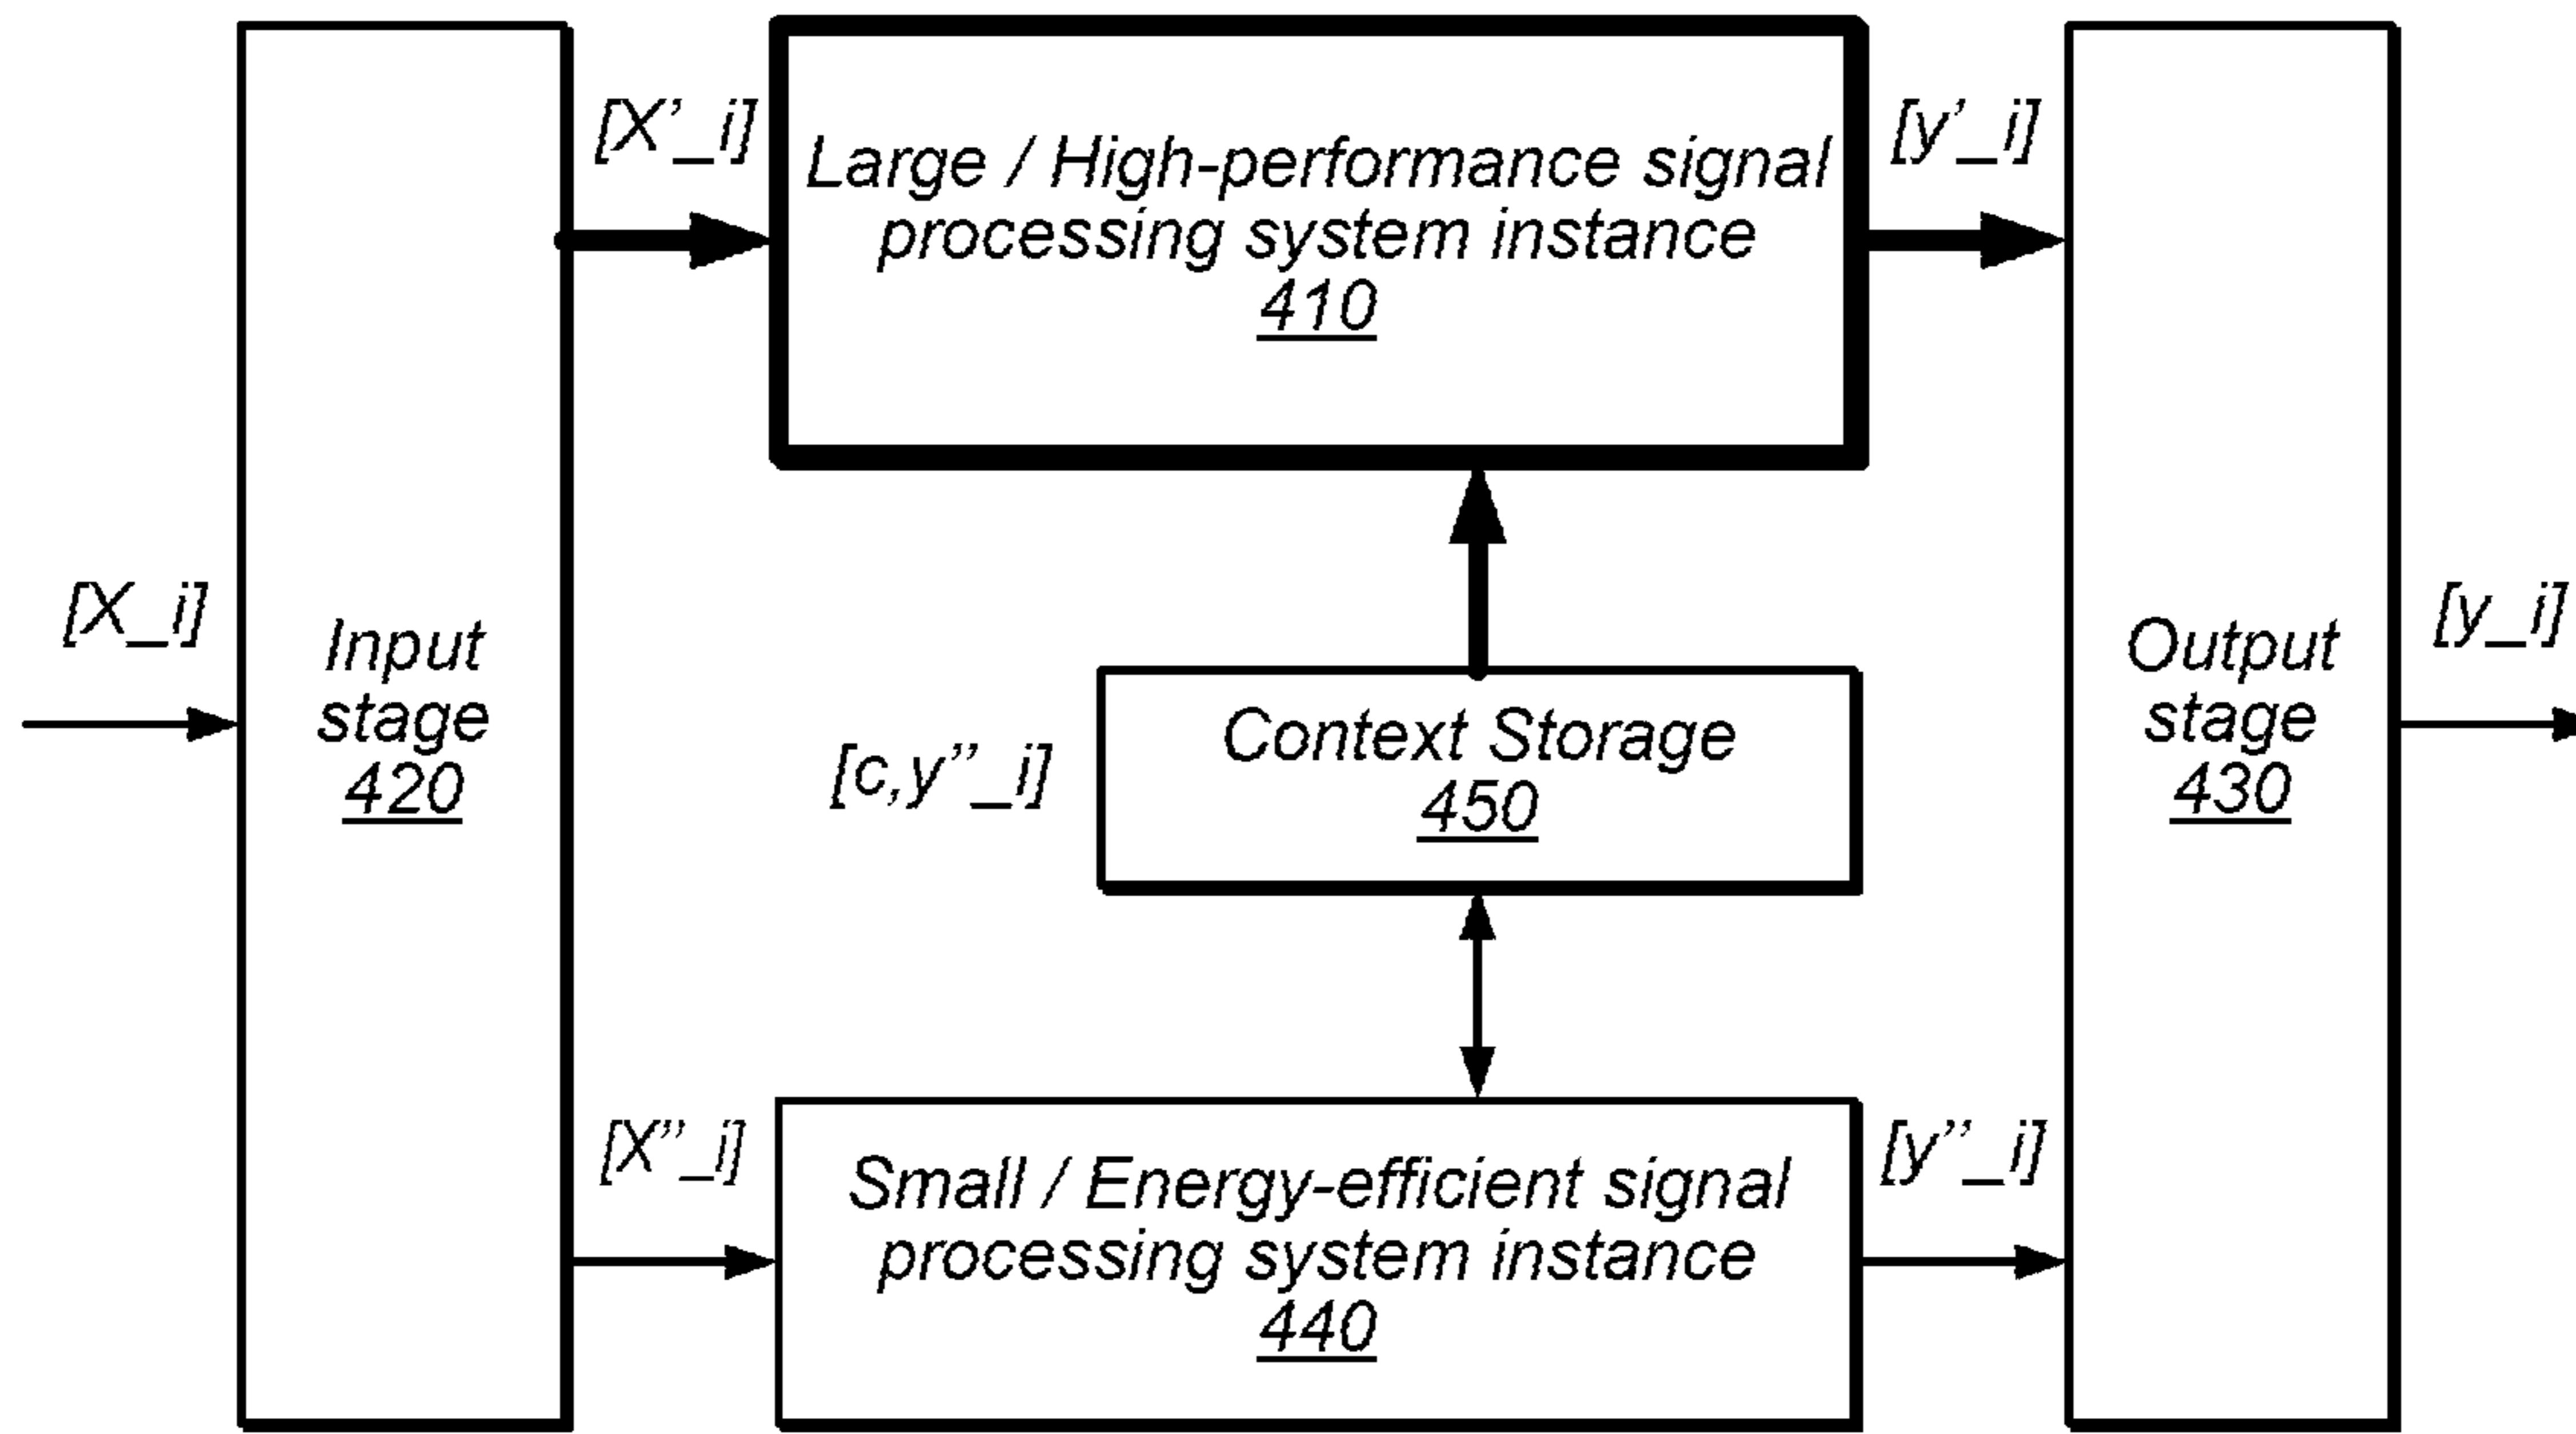 [X_i]
Input
stage
420
[X’_i]
Large / High-performance signal
processing system instance
410
[y’_i]
[c,y’’_i]
Context Storage
450
[X’’_i]
Small / Energy-efficient signal
processing system instance
440
[y’’_i]
Output
stage
430
[y_i]